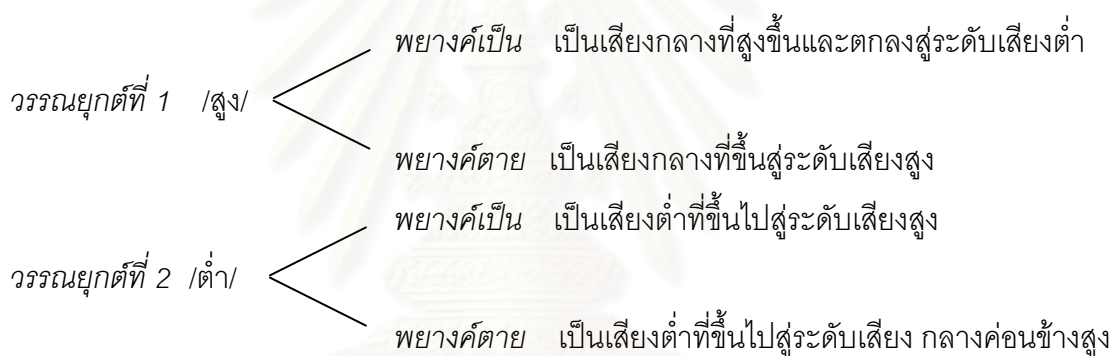 พยางค์เป็น เป็นเสียงกลางที่สูงขึ้นและตกลงสู่ระดับเสียงต่ำ
วรรณยุกต์ที่ 1 /สูง/
พยางค์ตาย เป็นเสียงกลางที่ขึ้นสู่ระดับเสียงสูง
พยางค์เป็น เป็นเสียงต่ำที่ขึ้นไปสู่ระดับเสียงสูง
วรรณยุกต์ที่ 2 /ต่ำ/
พยางค์ตาย เป็นเสียงต่ำที่ขึ้นไปสู่ระดับเสียง กลางค่อนข้างสูง